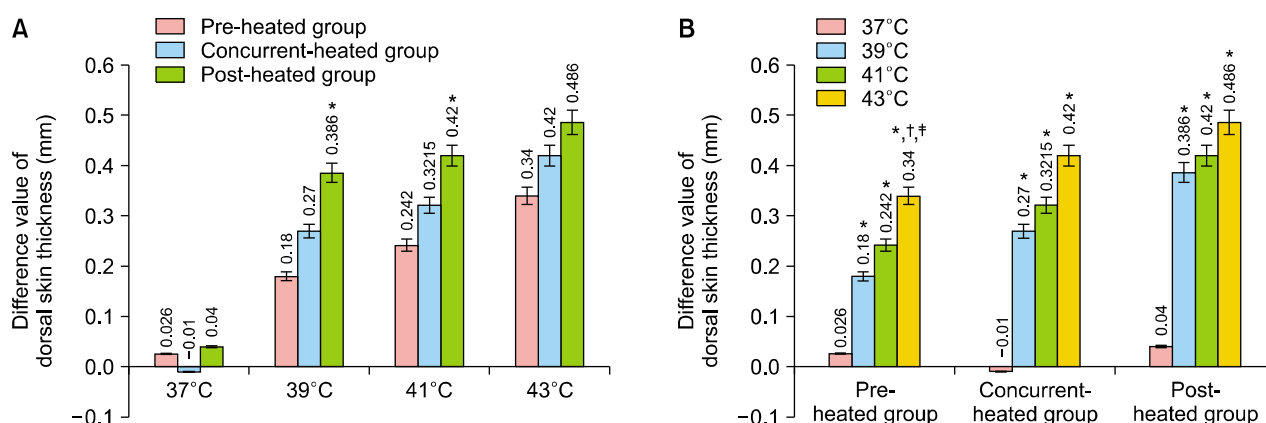 A
Pre-heated group
Concurrent-heated group
Post-heated group
Difference value of
dorsal skin thickness (mm)
0.6
0.5
0.4
0.3
0.2
0.1
0.0
−0.1
0.026
−0.01
0.04
0.18
0.27
0.386 *
0.242
0.3215
0.42 *
0.34
0.42
0.486
37°C
39°C
41°C
43°C
B
37°C
39°C
41°C
43°C
Difference value of
dorsal skin thickness (mm)
0.6
0.5
0.4
0.3
0.2
0.1
0.0
−0.1
0.026
0.18 *
0.242 *
*,†,‡
0.34
−0.01
0.27 *
0.3215 *
0.42 *
0.04
0.386 *
0.42 *
0.486 *
Pre-
heated group
Concurrent-
heated group
Post-
heated group